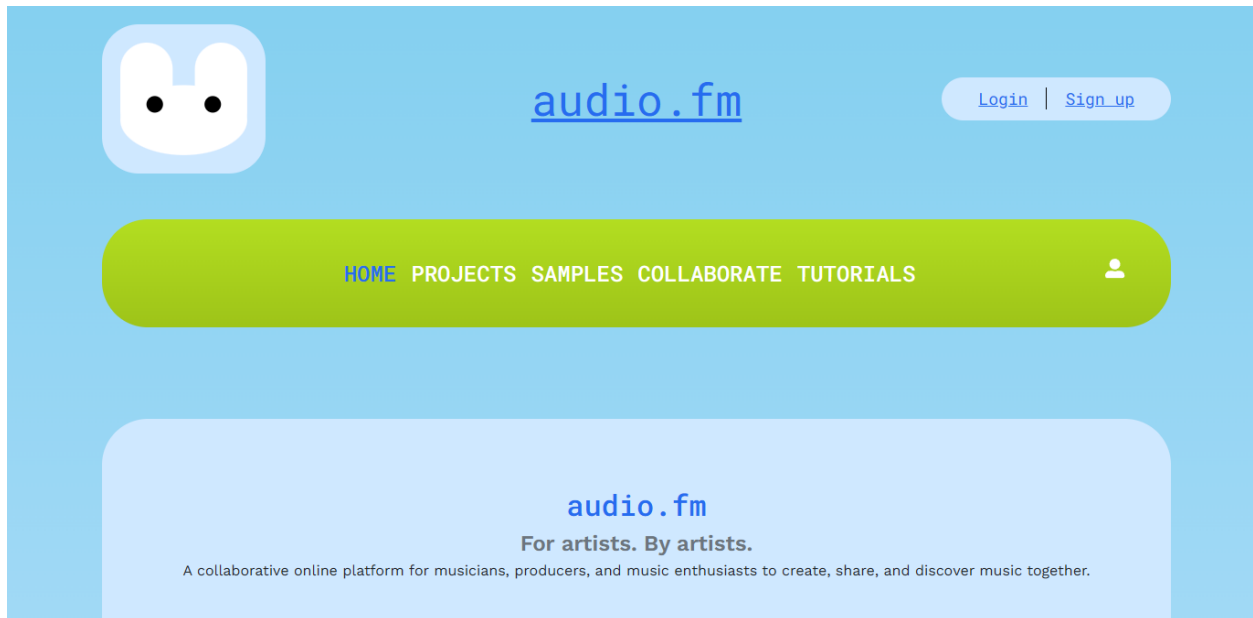 audio.fm
Login | Sign up
HOME PROJECTS SAMPLES COLLABORATE TUTORIALS
audio.fm
For artists. By artists.
A collaborative online platform for musicians, producers, and music enthusiasts to create, share, and discover music together.